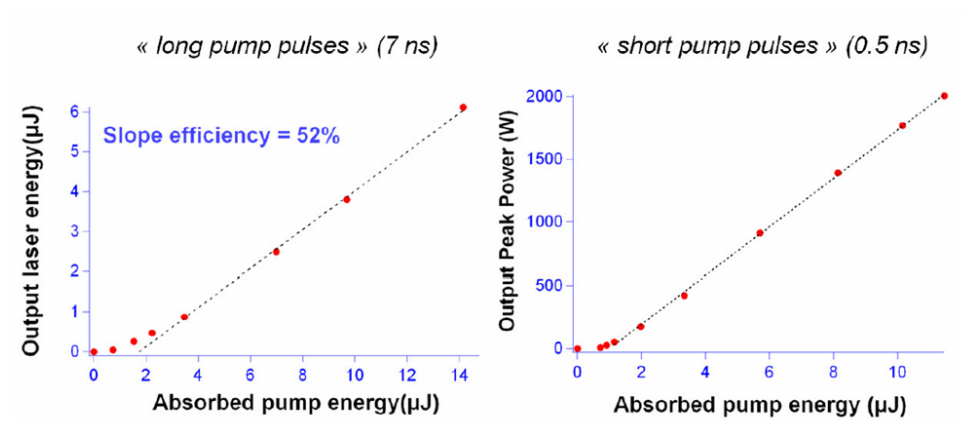 « long pump pulses » (7 ns)
« short pump pulses » (0.5 ns)
Slope efficiency = 52%
Output laser energy(µJ)
6
5
4
3
2
1
0
0 2 4 6 8 10 12 14
Absorbed pump energy(µJ)
Output Peak Power (W)
2000
1500
1000
500
0
0 2 4 6 8 10
Absorbed pump energy (µJ)